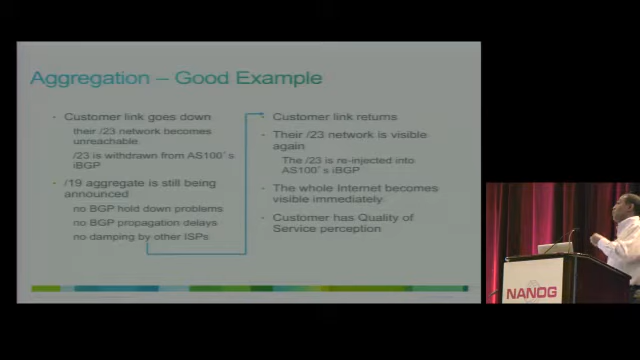 Aggregation – Good Example
Customer link goes down
their /23 network becomes
unreachable
/23 is withdrawn from AS100's
iBGP
/19 aggregate is still being
announced
no BGP hold down problems
no BGP propagation delays
no damping by other ISPs
Customer link returns
Their /23 network is visible
again
The /23 is re-injected into
AS100's iBGP
The whole Internet becomes
visible immediately
Customer has Quality of
Service perception
NANOG